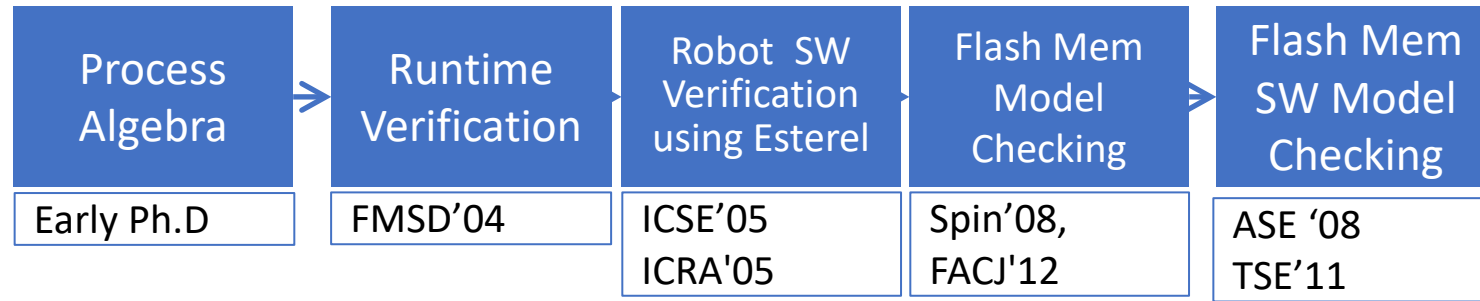 Process
Algebra
Early Ph.D
Runtime
Verification
FMSD’04
Robot  SW
Verification
using Esterel
ICSE’05
ICRA'05
Flash Mem
Model
Checking
Spin’08,
FACJ'12
Flash Mem
SW Model
Checking
ASE ‘08
TSE’11